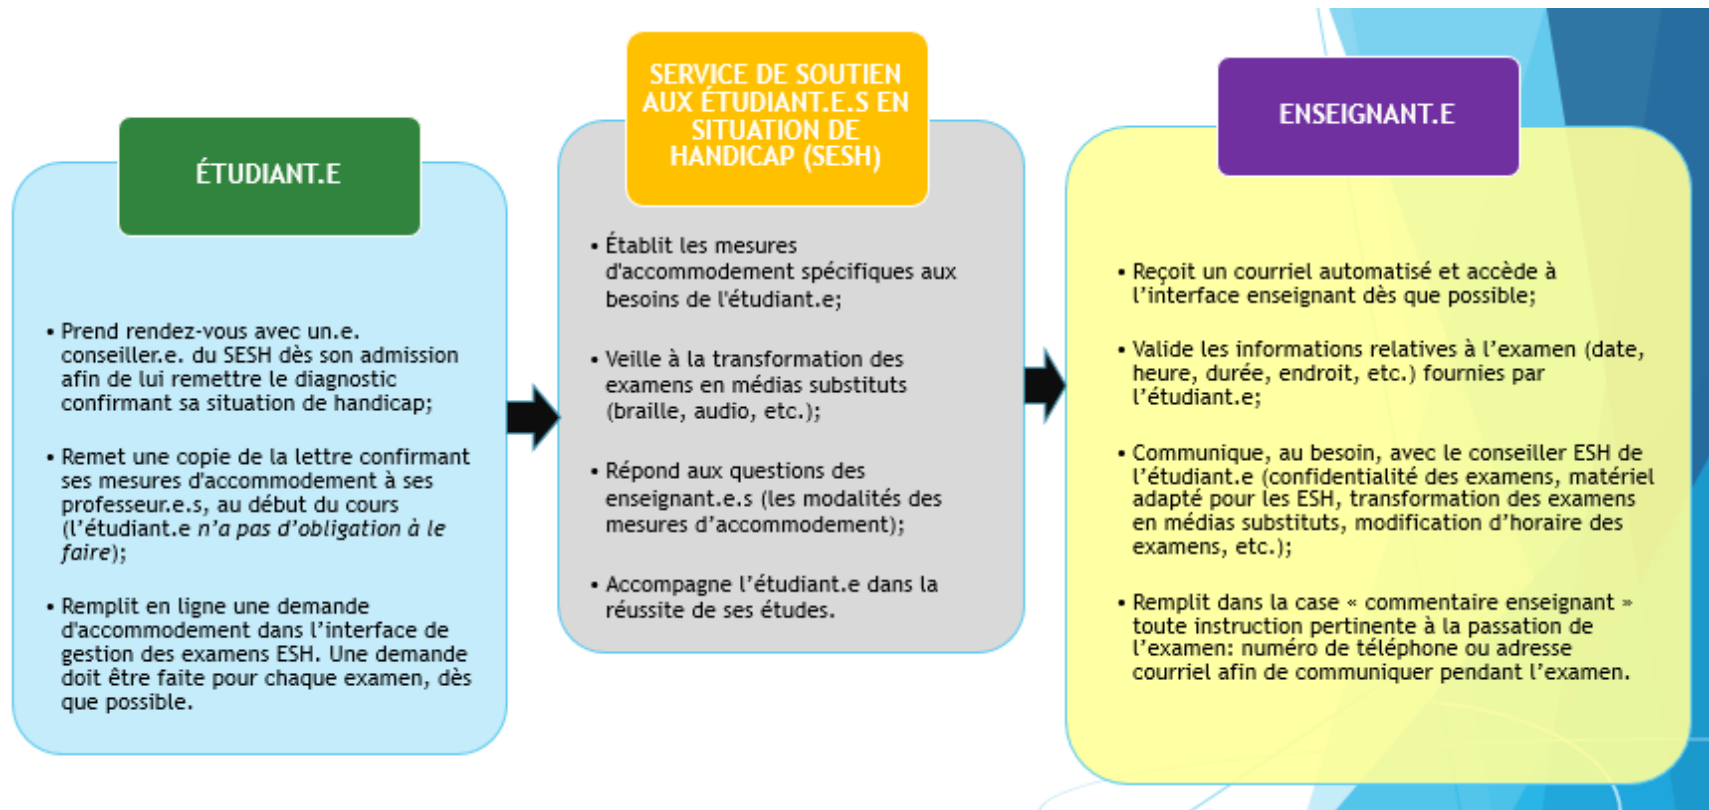 ÉTUDIANT.E
• Prend rendez-vous avec un.e.
conseiller.e. du SESH dès son admission
afin de lui remettre le diagnostic
confirmant sa situation de handicap;
• Remet une copie de la lettre confirmant
ses mesures d'accommodement à ses
professeur.e.s, au début du cours
(l’étudiant.e n’a pas d’obligation à le
faire);
• Remplit en ligne une demande
d'accommodement dans l’interface de
gestion des examens ESH. Une demande
doit être faite pour chaque examen, dès
que possible.
SERVICE DE SOUTIEN
AUX ÉTUDIANT.E.S EN
SITUATION DE
HANDICAP (SESH)
• Établit les mesures
d'accommodement spécifiques aux
besoins de l'étudiant.e;
• Veille à la transformation des
examens en médias substituts
(braille, audio, etc.);
• Répond aux questions des
enseignant.e.s (les modalités des
mesures d’accommodement);
• Accompagne l’étudiant.e dans la
réussite de ses études.
ENSEIGNANT.E
• Reçoit un courriel automatisé et accède à
l’interface enseignant dès que possible;
• Valide les informations relatives à l’examen (date,
heure, durée, endroit, etc.) fournies par
l’étudiant.e;
• Communique, au besoin, avec le conseiller ESH de
l’étudiant.e (confidentialité des examens, matériel
adapté pour les ESH, transformation des examens
en médias substituts, modification d’horaire des
examens, etc.);
• Remplit dans la case « commentaire enseignant »
toute instruction pertinente à la passation de
l’examen: numéro de téléphone ou adresse
courriel afin de communiquer pendant l’examen.